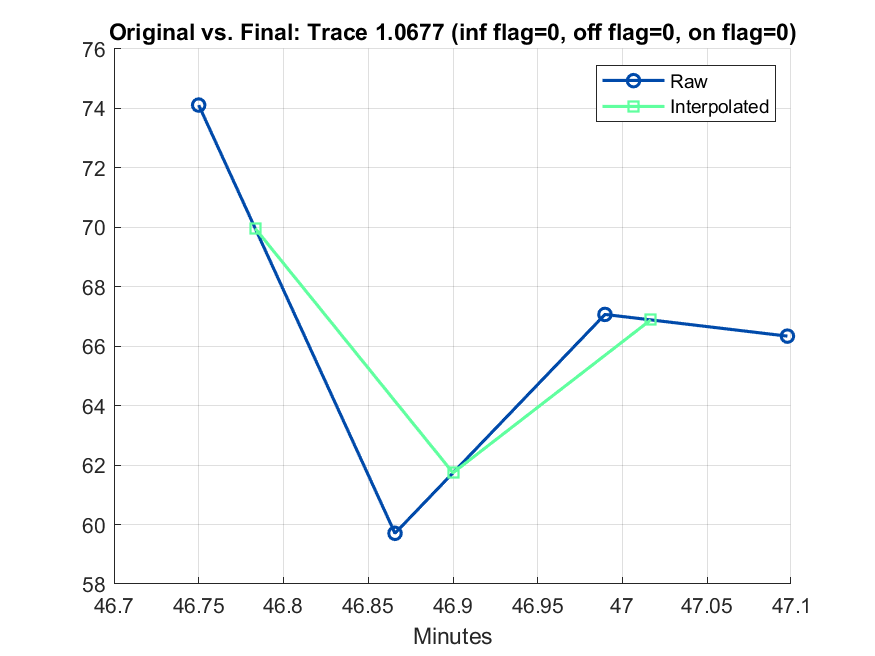 Original vs. Final: Trace 1.0677 (inf flag=0, off flag=0, on flag=0)
76
74
72
70
68
66
64
62
60
58
Raw
Interpolated
46.7 46.75 46.8 46.85 46.9 46.95 47 47.05 47.1
Minutes